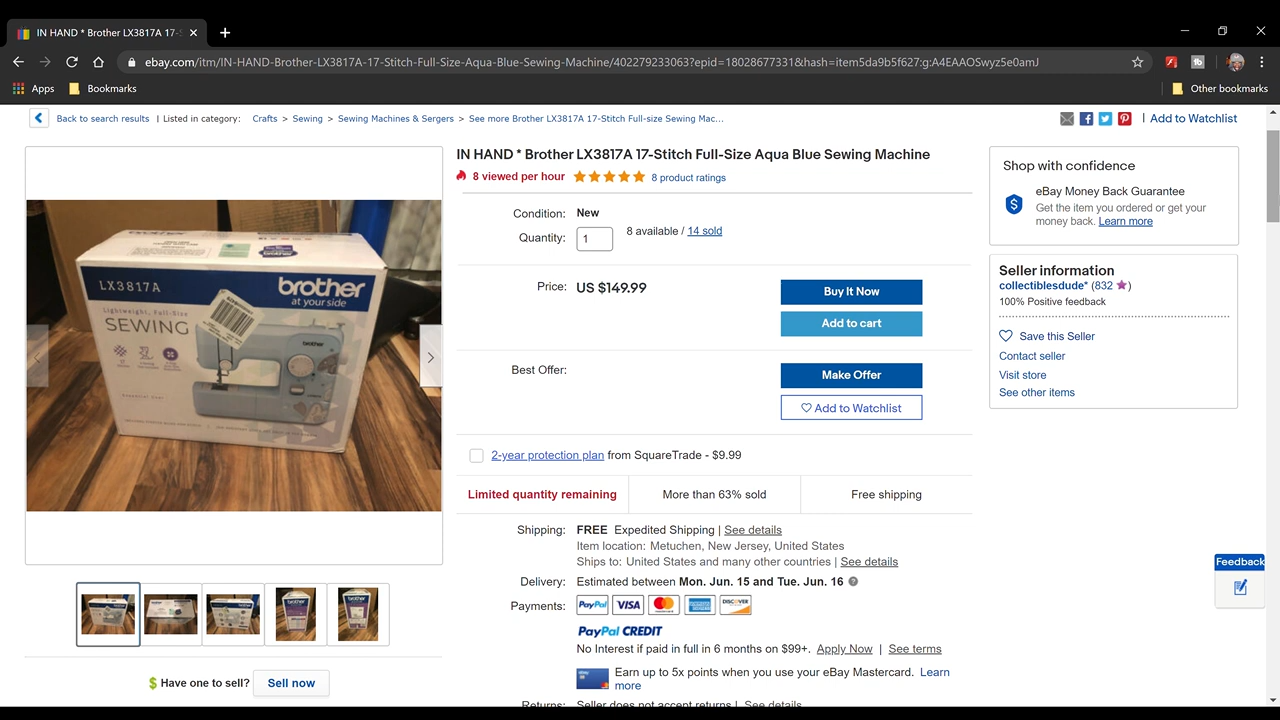 IN HAND * Brother LX3817A 17-S
ebay.com/itm/IN-HAND-Brother-LX3817A-17-Stitch-Full-Size-Aqua-Blue-Sewing-Machine/402279233063?epid=18028677331&hash=item5da9b5f627:g:A4EAAOSwyz5e0amJ
Apps Bookmarks Other bookmarks
Back to search results | Listed in category: Crafts > Sewing > Sewing Machines & Sergers > See more Brother LX3817A 17-Stitch Full-size Sewing Mac...
| Add to Watchlist
IN HAND * Brother LX3817A 17-Stitch Full-Size Aqua Blue Sewing Machine
8 viewed per hour 8 product ratings
Condition: New
Quantity: 1 8 available / 14 sold
Price: US $149.99
Buy It Now
Add to cart
Best Offer:
Make Offer
Add to Watchlist
2-year protection plan from SquareTrade - $9.99
Limited quantity remaining More than 63% sold Free shipping
Shipping: FREE Expedited Shipping | See details
Item location: Metuchen, New Jersey, United States
Ships to: United States and many other countries | See details
Delivery: Estimated between Mon. Jun. 15 and Tue. Jun. 16
Payments: PayPal VISA DISCOVER
PayPal CREDIT
No Interest if paid in full in 6 months on $99+. Apply Now | See terms
Earn up to 5x points when you use your eBay Mastercard. Learn
more
Returns: Seller does not accept returns | See details
Shop with confidence
eBay Money Back Guarantee
Get the item you ordered or get your
money back. Learn more
Seller information
collectiblesdude* (832 )
100% Positive feedback
Save this Seller
Contact seller
Visit store
See other items
Feedback
LX3817A
brother
at your side
Lightweight, Full-Size
SEWING
brother
Have one to sell? Sell now